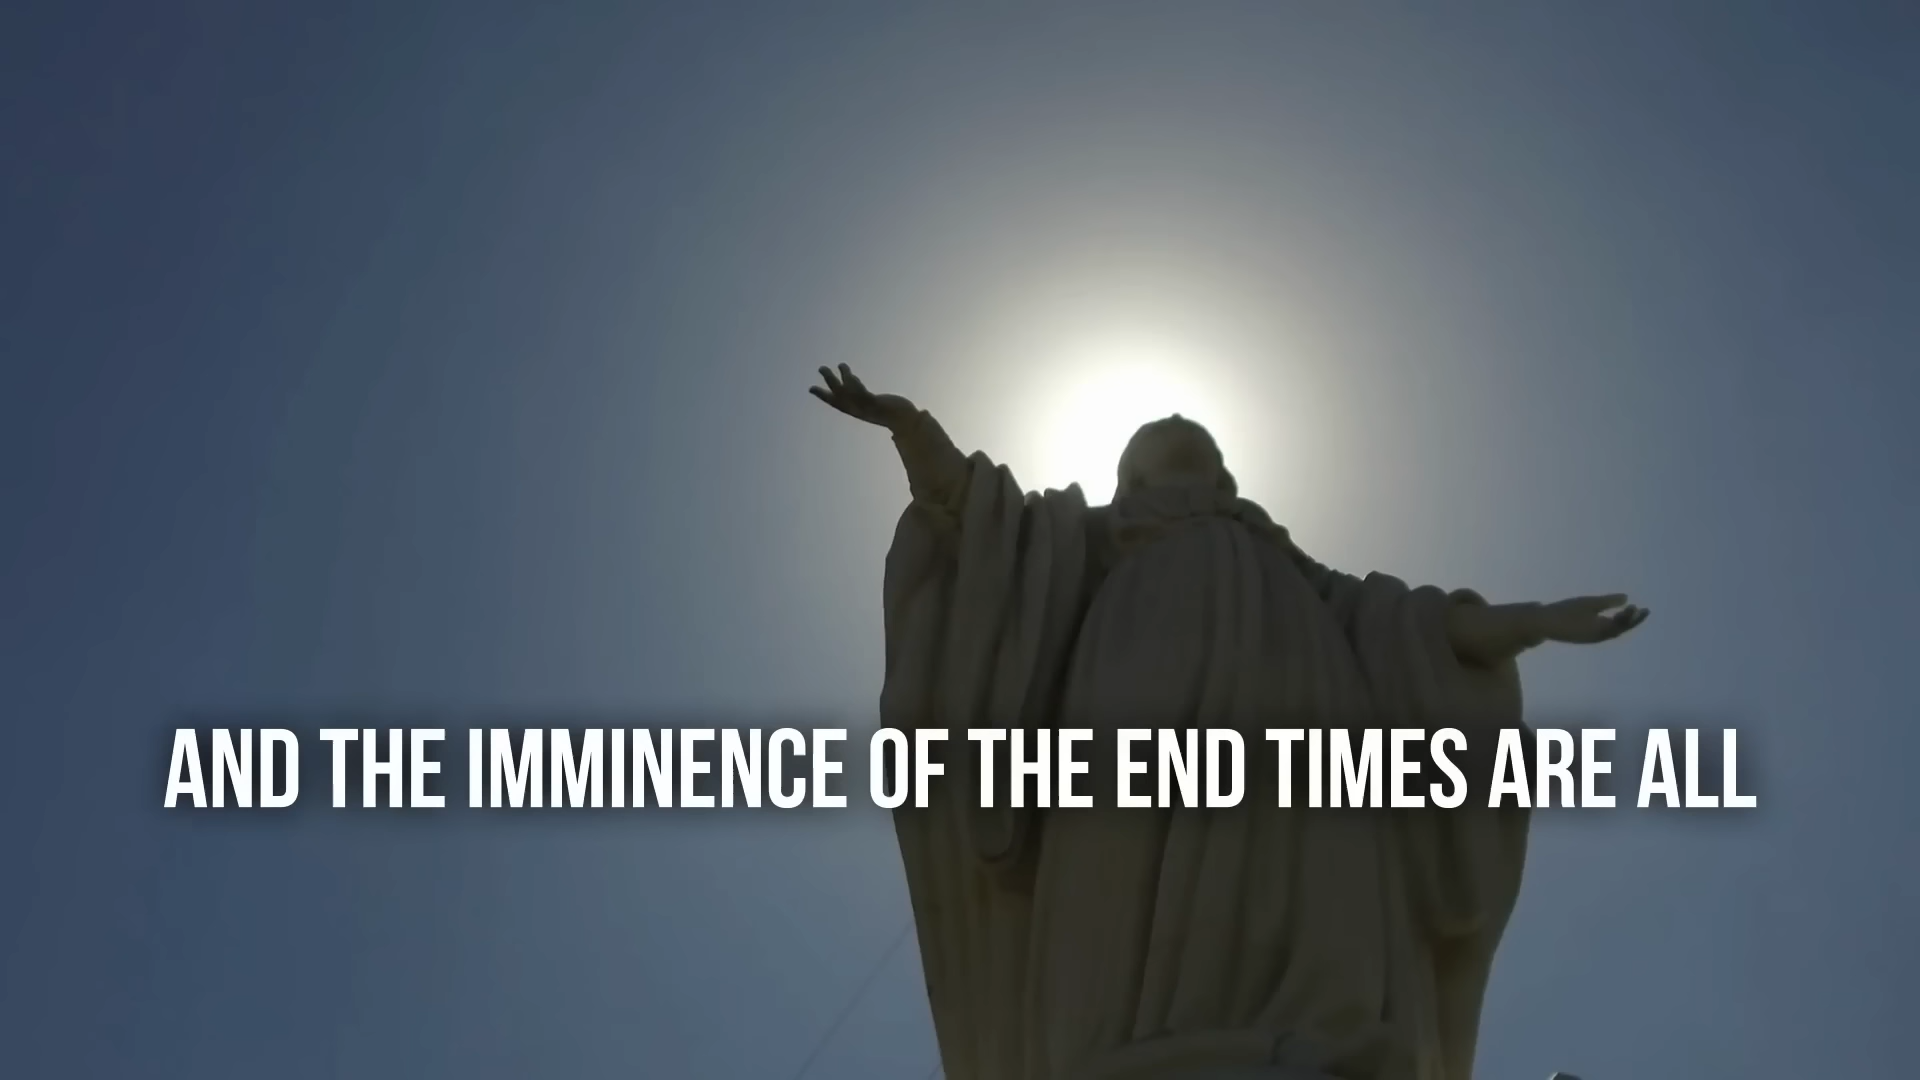 AND THE IMMINENCE OF THE END TIMES ARE ALL